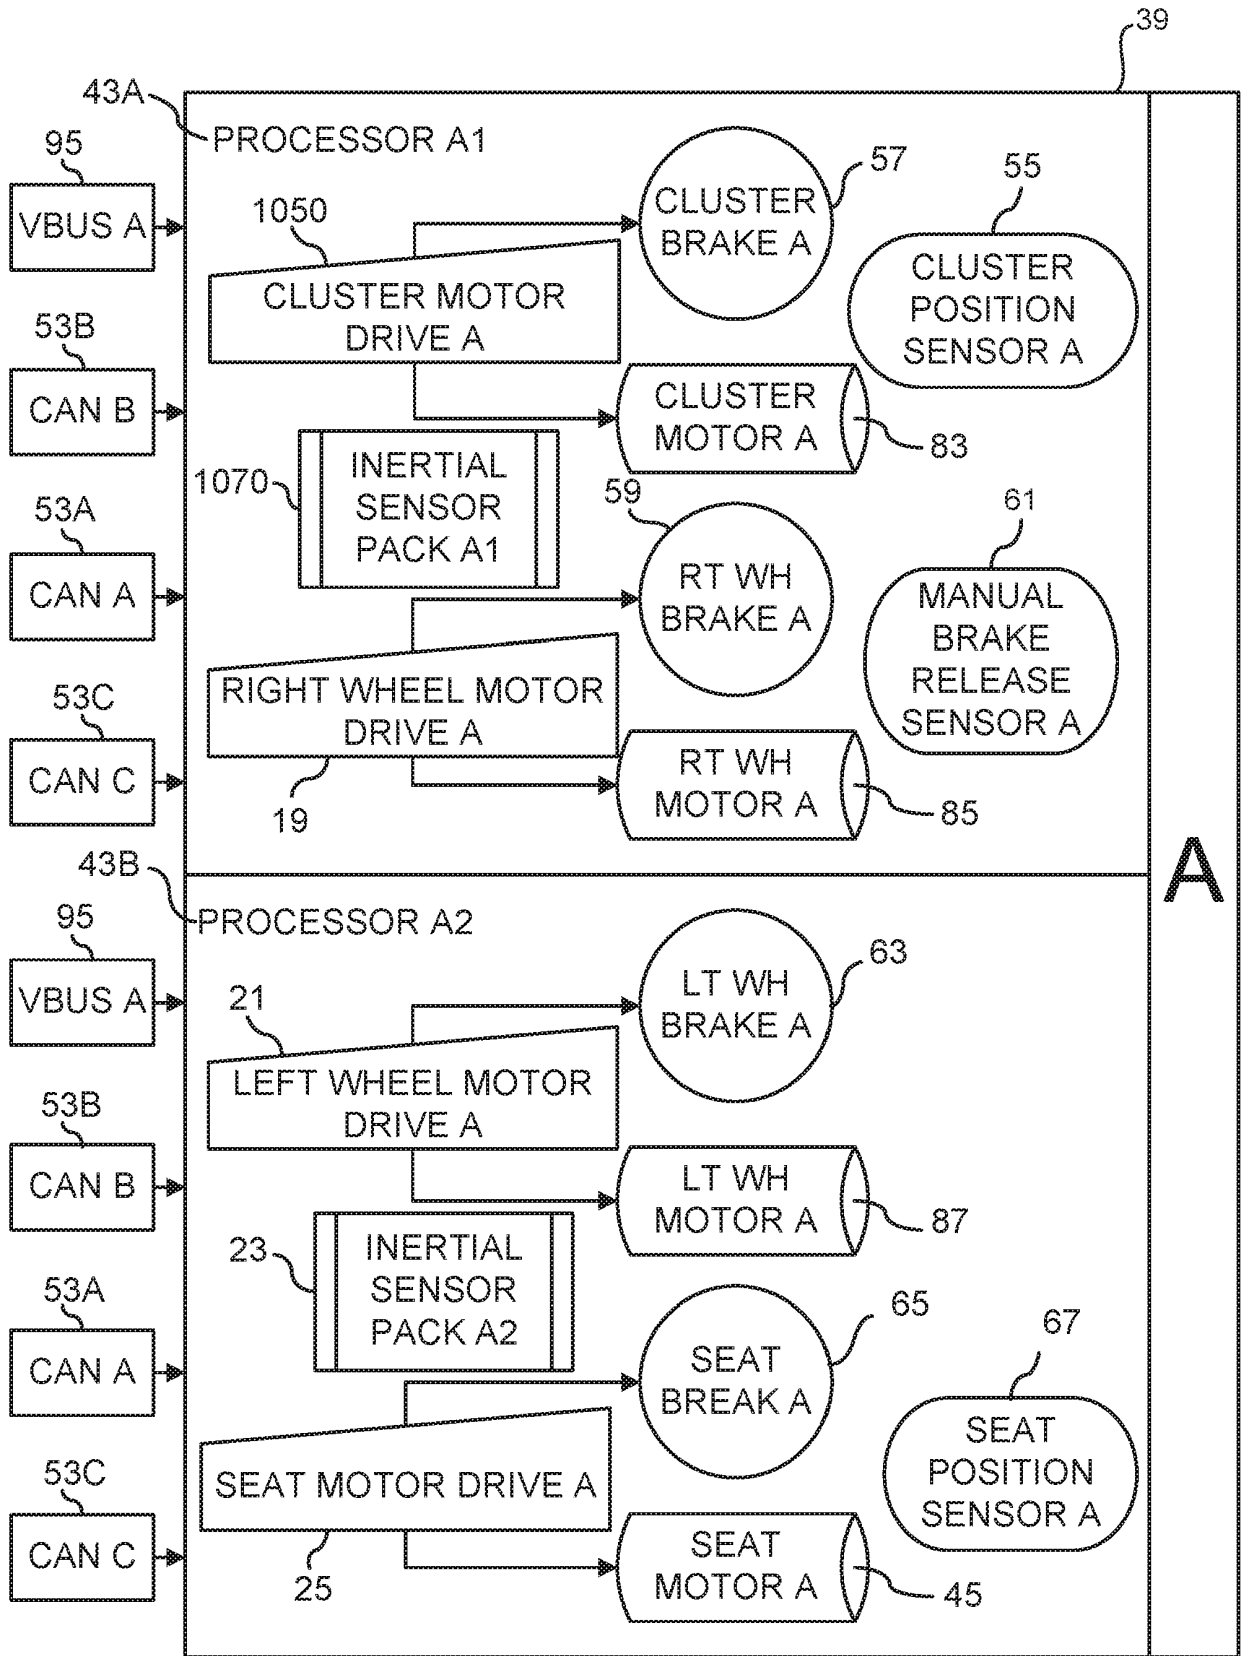 39
43A
PROCESSOR A1
95
VBUS A
1050
CLUSTER MOTOR
DRIVE A
CLUSTER
BRAKE A
57
55
CLUSTER
POSITION
SENSOR A
53B
CAN B
CLUSTER
MOTOR A
83
1070
INERTIAL
SENSOR
PACK A1
53A
CAN A
59
RT WH
BRAKE A
61
MANUAL
BRAKE
RELEASE
SENSOR A
RIGHT WHEEL MOTOR
DRIVE A
19
53C
CAN C
RT WH
MOTOR A
85
A
43B
PROCESSOR A2
95
VBUS A
21
LEFT WHEEL MOTOR
DRIVE A
LT WH
BRAKE A
63
53B
CAN B
LT WH
MOTOR A
87
23
INERTIAL
SENSOR
PACK A2
53A
CAN A
SEAT
BREAK A
65
67
SEAT
POSITION
SENSOR A
SEAT MOTOR DRIVE A
25
53C
CAN C
SEAT
MOTOR A
45